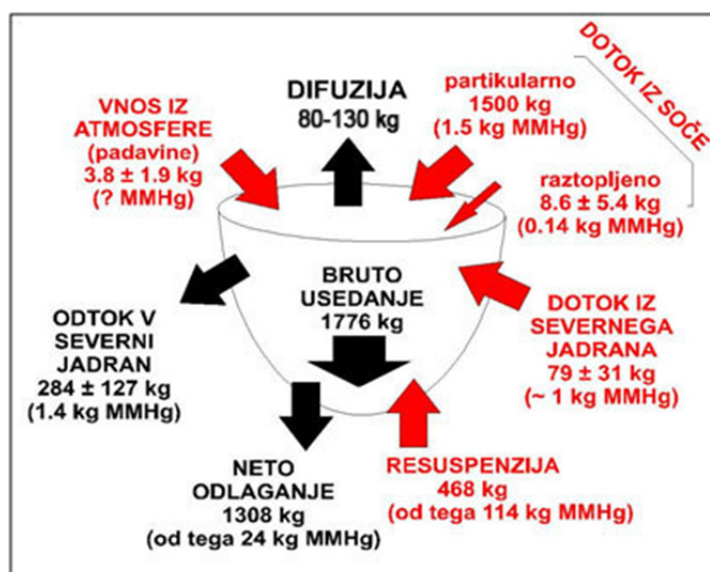 VNOS IZ
ATMOSFERE
(padavine)
3.8 ± 1.9 kg
(? MMHg)
DIFUZIJA
80-130 kg
partikularno
1500 kg
(1.5 kg MMHg)
DOTOK IZ SOČE
raztopljeno
8.6 ± 5.4 kg
(0.14 kg MMHg)
BRUTO
USEDANJE
1776 kg
ODTOK V
SEVERNI
JADRAN
284 ± 127 kg
(1.4 kg MMHg)
DOTOK IZ
SEVERNEGA
JADRANA
79 ± 31 kg
(~ 1 kg MMHg)
NETO
ODLAGANJE
1308 kg
(od tega 24 kg MMHg)
RESUSPENZIJA
468 kg
(od tega 114 kg MMHg)